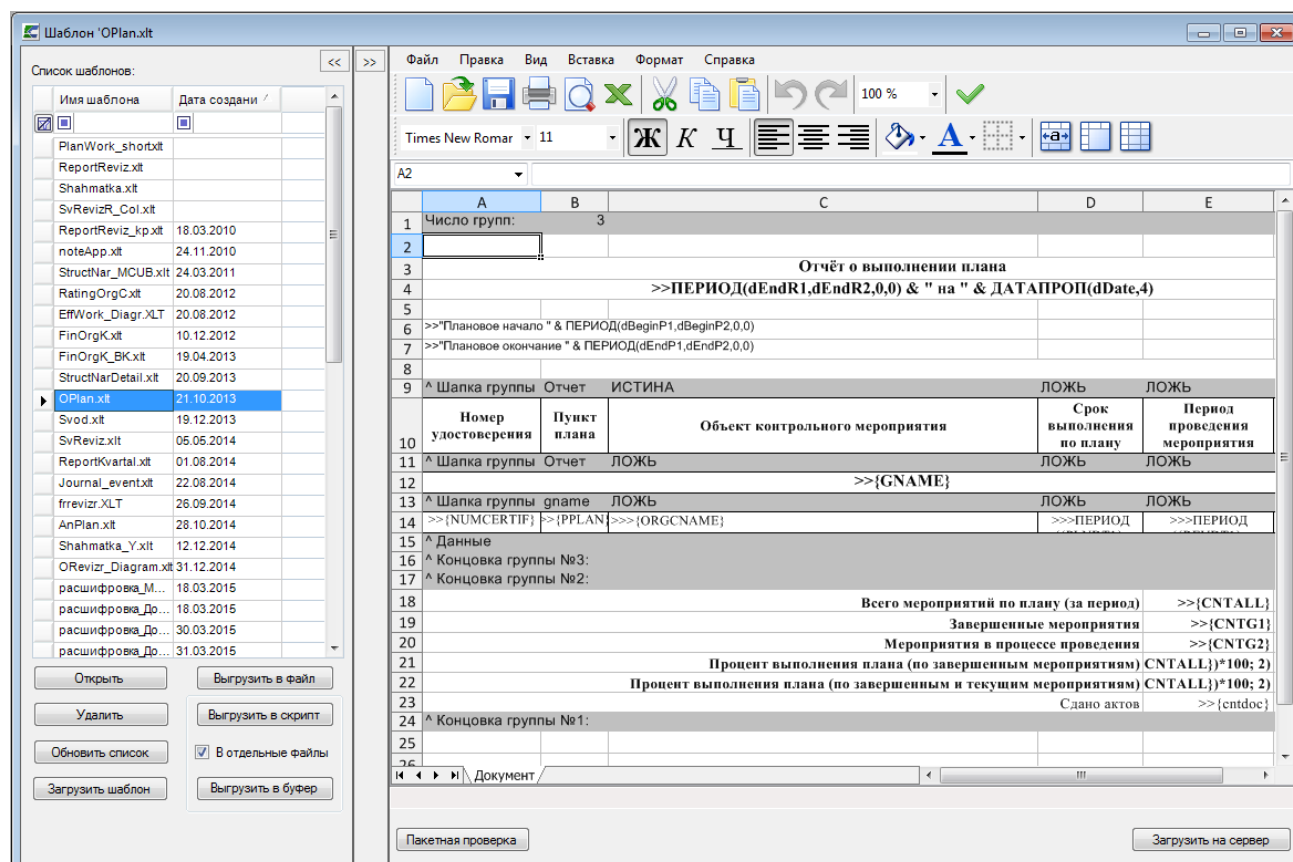 Шаблон 'OPlan.xlt
Список шаблонов:
<<
>>
Имя шаблона Дата создани
PlanWork_short.xlt
ReportReviz.xlt
Shahmatka.xlt
SvRevizR_Col.xlt
ReportReviz_kp.xlt 18.03.2010
noteApp.xlt 24.11.2010
StructNar_MCUB.xlt 24.03.2011
RatingOrgC.xlt 20.08.2012
EffWork_Diagr.XLT 20.08.2012
FinOrgK.xlt 10.12.2012
FinOrgK_BK.xlt 19.04.2013
StructNarDetail.xlt 20.09.2013
OPlan.xlt 21.10.2013
Svod.xlt 19.12.2013
SvReviz.xlt 05.05.2014
ReportKvartal.xlt 01.08.2014
Journal_event.xlt 22.08.2014
frrevizr.XLT 26.09.2014
AnPlan.xlt 28.10.2014
Shahmatka_Y.xlt 12.12.2014
ORevizr_Diagram.xlt 31.12.2014
расшифровка_М... 18.03.2015
расшифровка_До... 18.03.2015
расшифровка_До... 30.03.2015
расшифровка_До... 31.03.2015
Открыть Выгрузить в файл
Удалить Выгрузить в скрипт
Обновить список В отдельные файлы
Загрузить шаблон Выгрузить в буфер
Файл Правка Вид Вставка Формат Справка
100 %
Times New Romar 11 Ж К Ч А a
A2
A B C D E
1 Число групп: 3
2
3 Отчёт о выполнении плана
4 >>ПЕРИОД(dEndR1,dEndR2,0,0) & " на " & ДАТАПРОП(dDate,4)
5
6 >>"Плановое начало " & ПЕРИОД(dBeginP1,dBeginP2,0,0)
7 >>"Плановое окончание " & ПЕРИОД(dEndP1,dEndP2,0,0)
8
9 ^ Шапка группы Отчет ИСТИНА ЛОЖЬ ЛОЖЬ
10 Номер удостоверения Пункт плана Объект контрольного мероприятия Срок выполнения по плану Период проведения мероприятия
11 ^ Шапка группы Отчет ЛОЖЬ ЛОЖЬ ЛОЖЬ
12 >>{GNAME}
13 ^ Шапка группы gname ЛОЖЬ ЛОЖЬ ЛОЖЬ
14 >>{NUMCERTIF} >>{PPLAN} >>>{ORGCNAME} >>>ПЕРИОД >>>ПЕРИОД
15 ^ Данные
16 ^ Концовка группы №3:
17 ^ Концовка группы №2:
18 Всего мероприятий по плану (за период) >>{CNTALL}
19 Завершенные мероприятия >>{CNTG1}
20 Мероприятия в процессе проведения >>{CNTG2}
21 Процент выполнения плана (по завершенным мероприятиям) CNTALL})*100; 2)
22 Процент выполнения плана (по завершенным и текущим мероприятиям) CNTALL})*100; 2)
23 Сдано актов >>{cntdoc}
24 ^ Концовка группы №1:
25
26
Документ
Пакетная проверка Загрузить на сервер